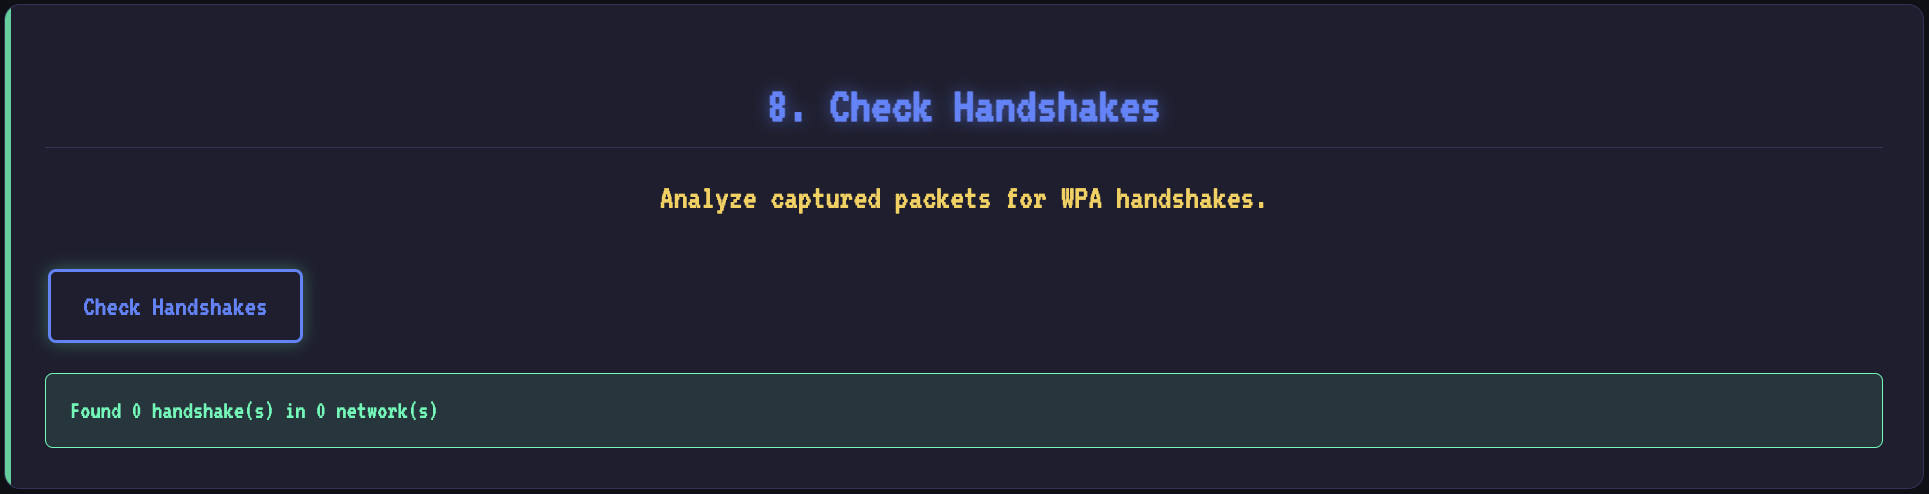 8. Check Handshakes
Analyze captured packets for WPA handshakes.
Check Handshakes
Found 0 handshake(s) in 0 network(s)